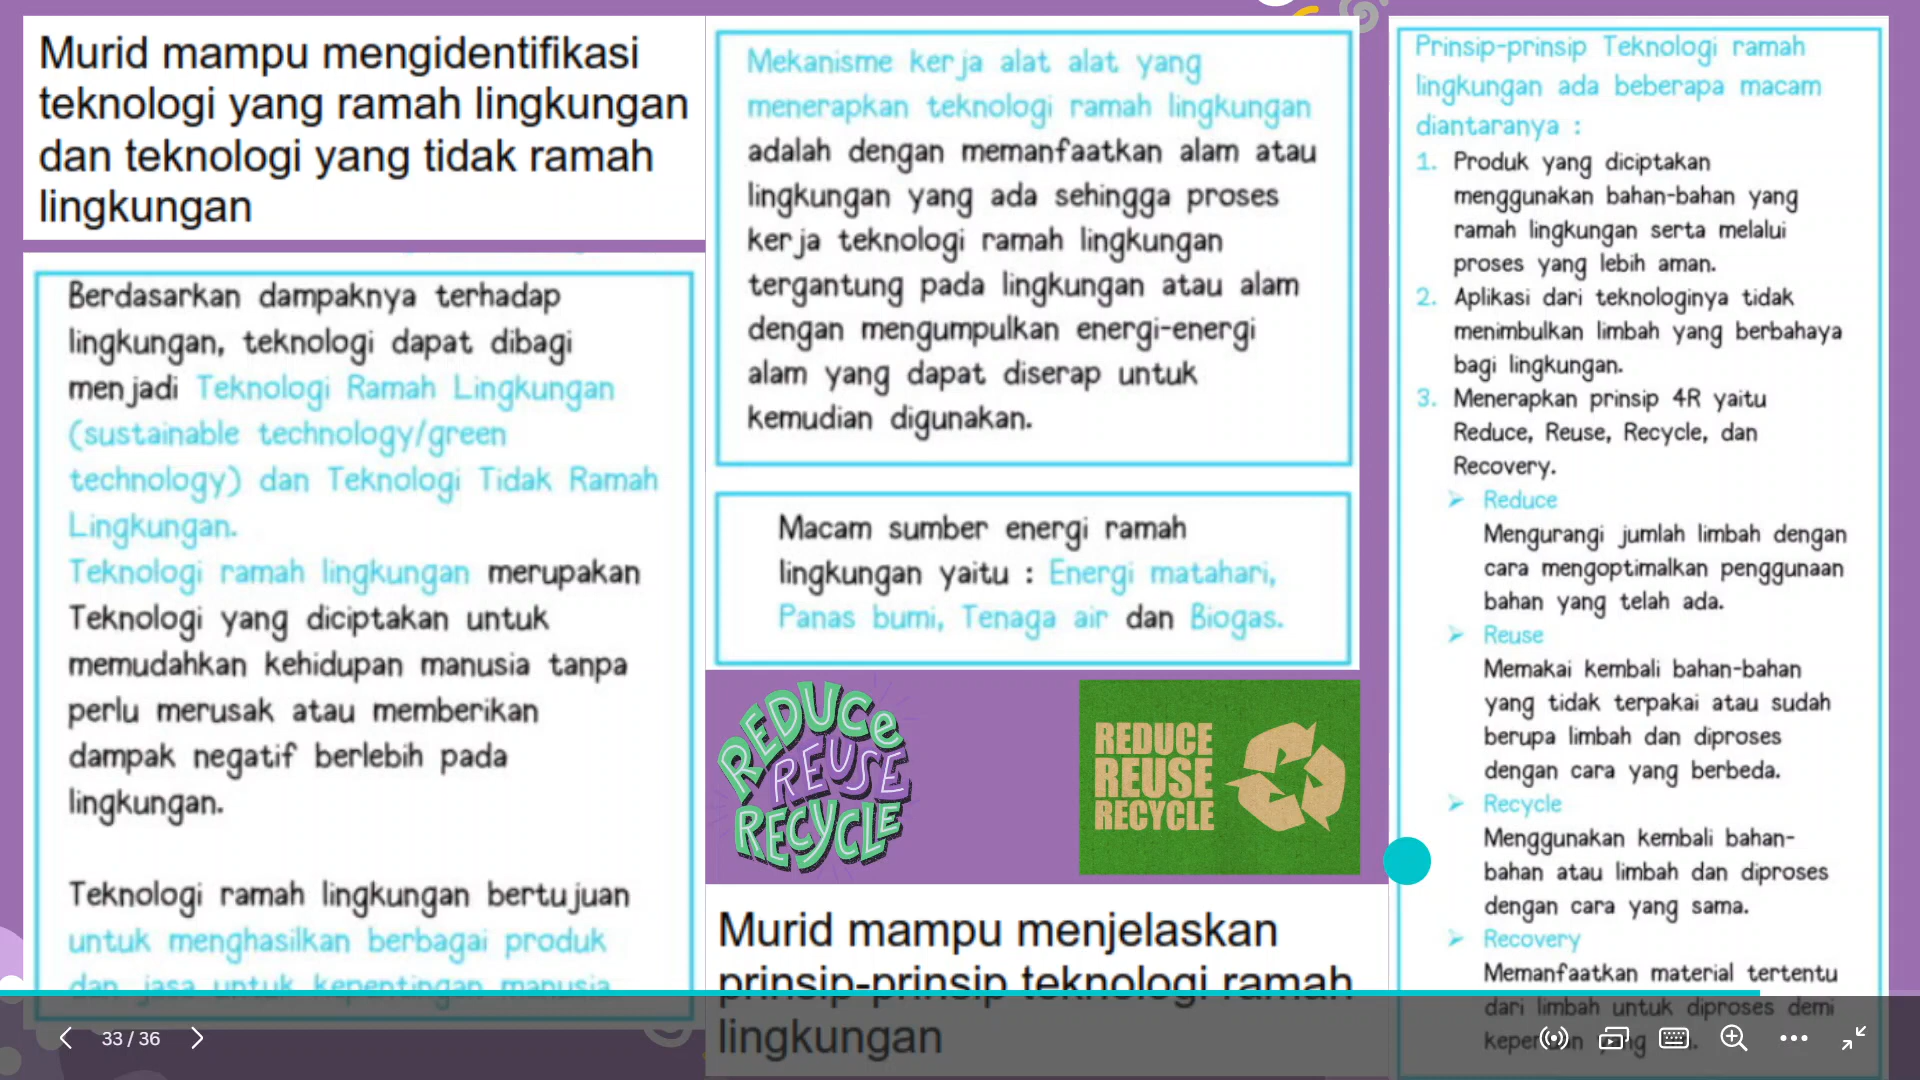 Murid mampu mengidentifikasi
teknologi yang ramah lingkungan
dan teknologi yang tidak ramah
lingkungan
Berdasarkan dampaknya terhadap
lingkungan, teknologi dapat dibagi
menjadi Teknologi Ramah Lingkungan
(sustainable technology/green
technology) dan Teknologi Tidak Ramah
Lingkungan.
Teknologi ramah lingkungan merupakan
Teknologi yang diciptakan untuk
memudahkan kehidupan manusia tanpa
perlu merusak atau memberikan
dampak negatif berlebih pada
lingkungan.
Teknologi ramah lingkungan bertujuan
untuk menghasilkan berbagai produk
dan jasa untuk kepentingan manusia
Mekanisme kerja alat alat yang
menerapkan teknologi ramah lingkungan
adalah dengan memanfaatkan alam atau
lingkungan yang ada sehingga proses
kerja teknologi ramah lingkungan
tergantung pada lingkungan atau alam
dengan mengumpulkan energi-energi
alam yang dapat diserap untuk
kemudian digunakan.
Macam sumber energi ramah
lingkungan yaitu : Energi matahari,
Panas bumi, Tenaga air dan Biogas.
REDUCE
REUSE
RECYCLE
REDUCE
REUSE
RECYCLE
Murid mampu menjelaskan
prinsip-prinsip teknologi ramah
lingkungan
Prinsip-prinsip Teknologi ramah
lingkungan ada beberapa macam
diantaranya :
1. Produk yang diciptakan
menggunakan bahan-bahan yang
ramah lingkungan serta melalui
proses yang lebih aman.
2. Aplikasi dari teknologinya tidak
menimbulkan limbah yang berbahaya
bagi lingkungan.
3. Menerapkan prinsip 4R yaitu
Reduce, Reuse, Recycle, dan
Recovery.
➢ Reduce
Mengurangi jumlah limbah dengan
cara mengoptimalkan penggunaan
bahan yang telah ada.
➢ Reuse
Memakai kembali bahan-bahan
yang tidak terpakai atau sudah
berupa limbah dan diproses
dengan cara yang berbeda.
➢ Recycle
Menggunakan kembali bahan-
bahan atau limbah dan diproses
dengan cara yang sama.
➢ Recovery
Memanfaatkan material tertentu
dari limbah untuk diproses demi
33 / 36